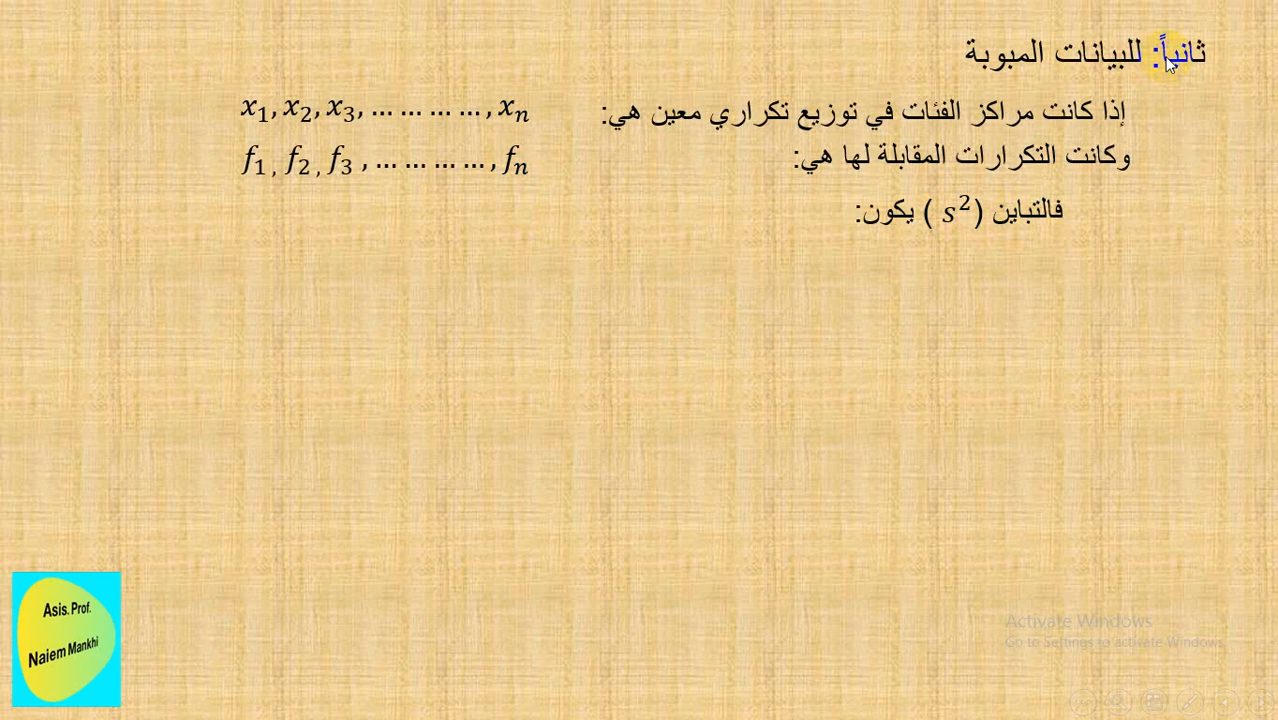 ثانياً: للبيانات المبوبة
إذا كانت مراكز الفئات في توزيع تكراري معين هي: x₁, x₂, x₃, … … … …, xₙ
وكانت التكرارات المقابلة لها هي: f₁, f₂, f₃, … … … …, fₙ
فالتباين (s²) يكون:
Asis. Prof.
Naiem Mankhi
Activate Windows
Go to Settings to activate Windows.